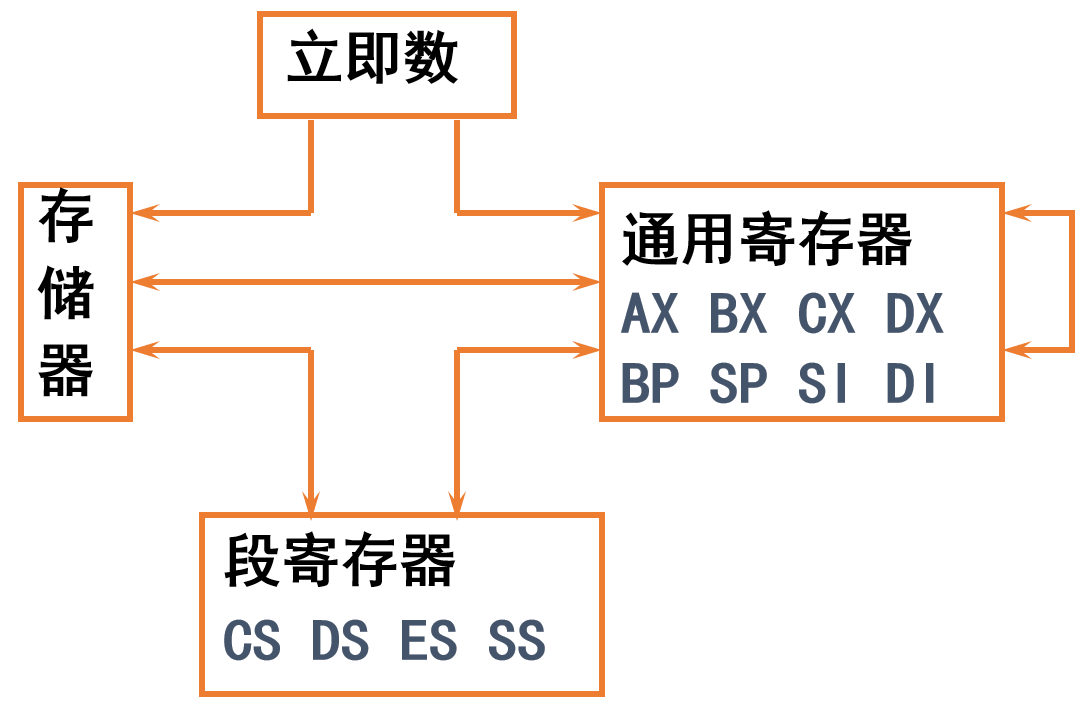 立即数
存
储
器
通用寄存器
AX BX CX DX
BP SP SI DI
段寄存器
CS DS ES SS